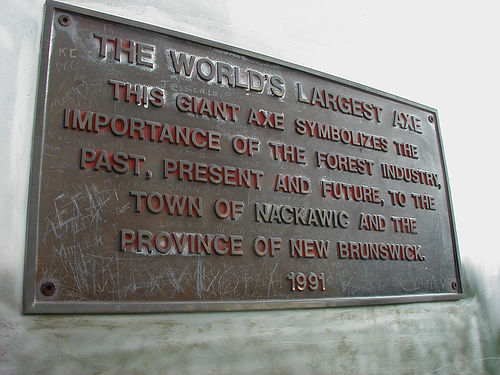 THE WORLD'S LARGEST AXE
THIS GIANT AXE SYMBOLIZES THE
IMPORTANCE OF THE FOREST INDUSTRY,
PAST, PRESENT AND FUTURE, TO THE
TOWN OF NACKAWIC AND THE
PROVINCE OF NEW BRUNSWICK.
1991